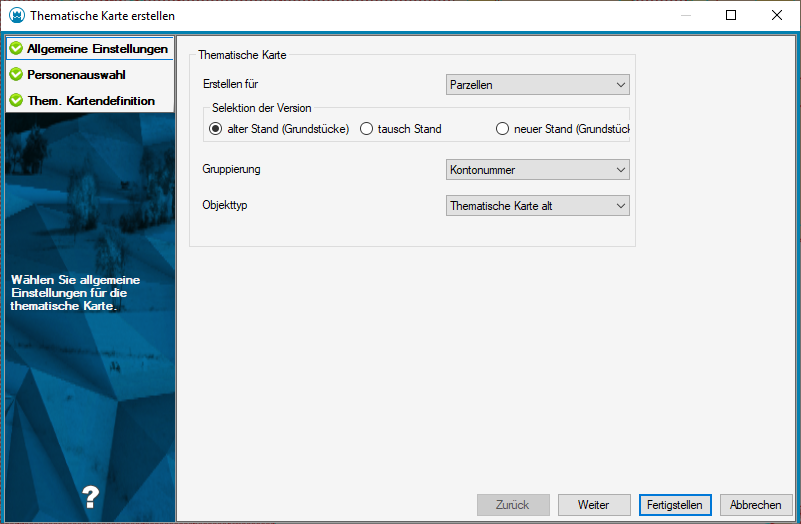 Thematische Karte erstellen
Allgemeine Einstellungen
Personenauswahl
Them. Kartendefinition
Wählen Sie allgemeine
Einstellungen für die
thematische Karte.
?
Thematische Karte
Erstellen für
Parzellen
Selektion der Version
alter Stand (Grundstücke)
tausch Stand
neuer Stand (Grundstück
Gruppierung
Kontonummer
Objekttyp
Thematische Karte alt
Zurück
Weiter
Fertigstellen
Abbrechen